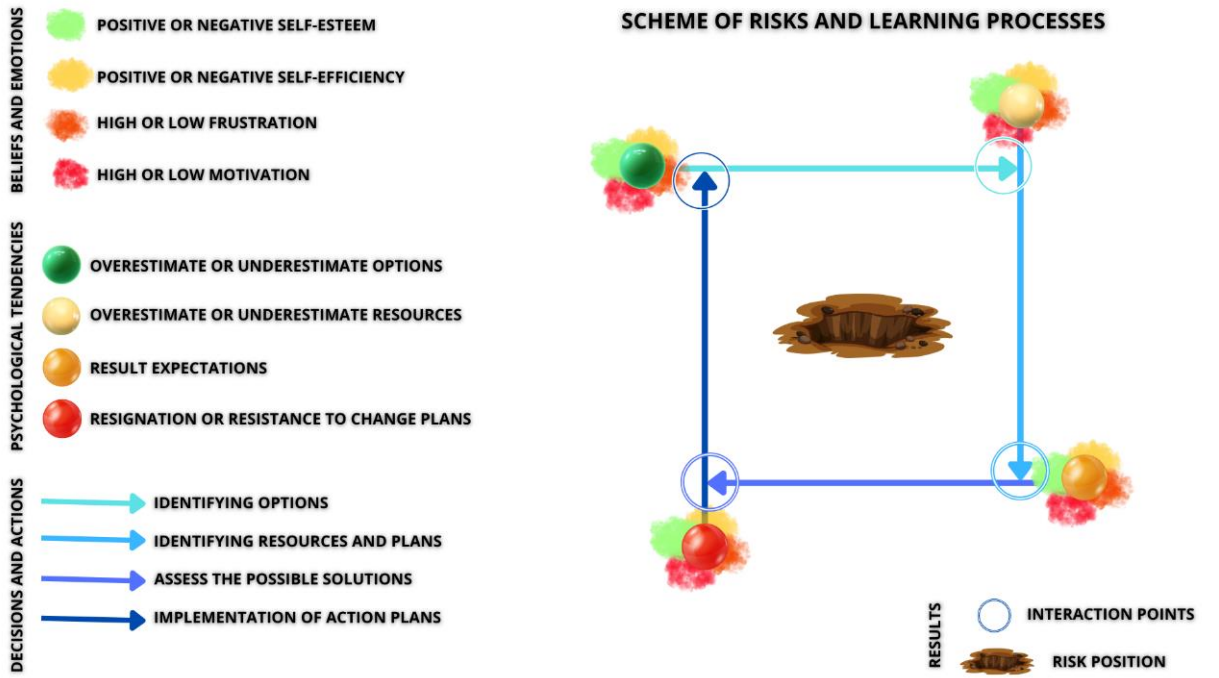 SCHEME OF RISKS AND LEARNING PROCESSES
BELIEFS AND EMOTIONS
POSITIVE OR NEGATIVE SELF-ESTEEM
POSITIVE OR NEGATIVE SELF-EFFICIENCY
HIGH OR LOW FRUSTRATION
HIGH OR LOW MOTIVATION
PSYCHOLOGICAL TENDENCIES
OVERESTIMATE OR UNDERESTIMATE OPTIONS
OVERESTIMATE OR UNDERESTIMATE RESOURCES
RESULT EXPECTATIONS
RESIGNATION OR RESISTANCE TO CHANGE PLANS
DECISIONS AND ACTIONS
IDENTIFYING OPTIONS
IDENTIFYING RESOURCES AND PLANS
ASSESS THE POSSIBLE SOLUTIONS
IMPLEMENTATION OF ACTION PLANS
RESULTS
INTERACTION POINTS
RISK POSITION